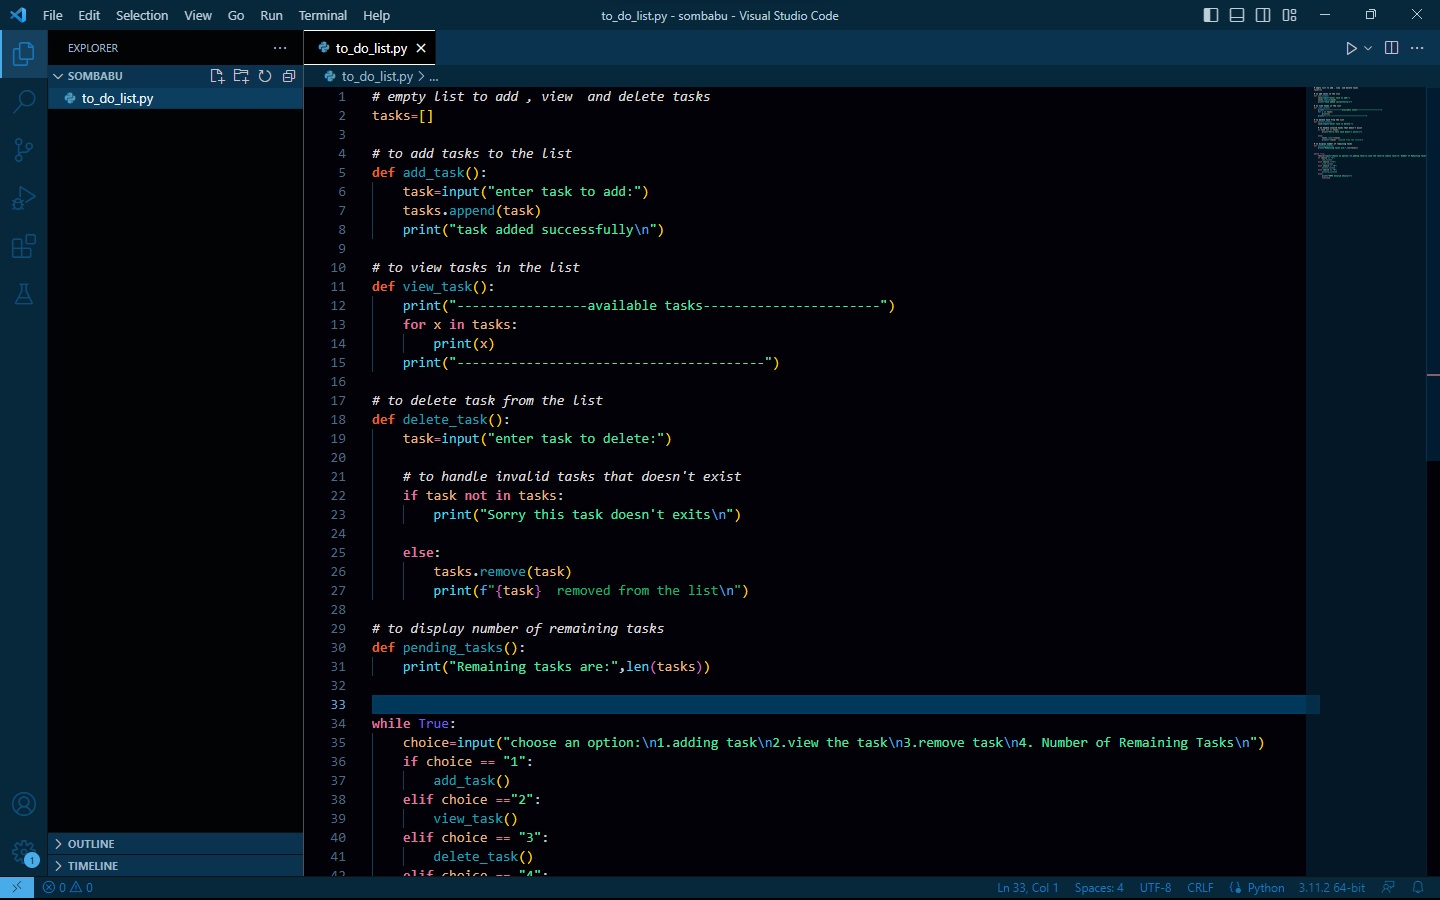 File Edit Selection View Go Run Terminal Help
to_do_list.py - sombabu - Visual Studio Code
EXPLORER
SOMBABU
to_do_list.py
OUTLINE
TIMELINE
1
to_do_list.py
to_do_list.py > ...
1 # empty list to add , view  and delete tasks
2 tasks=[]
3
4 # to add tasks to the list
5 def add_task():
6     task=input("enter task to add:")
7     tasks.append(task)
8     print("task added successfully\n")
9
10 # to view tasks in the list
11 def view_task():
12     print("-----------------available tasks-----------------------")
13     for x in tasks:
14         print(x)
15     print("----------------------------------------")
16
17 # to delete task from the list
18 def delete_task():
19     task=input("enter task to delete:")
20
21     # to handle invalid tasks that doesn't exist
22     if task not in tasks:
23         print("Sorry this task doesn't exits\n")
24
25     else:
26         tasks.remove(task)
27         print(f"{task}  removed from the list\n")
28
29 # to display number of remaining tasks
30 def pending_tasks():
31     print("Remaining tasks are:",len(tasks))
32
33
34 while True:
35     choice=input("choose an option:\n1.adding task\n2.view the task\n3.remove task\n4. Number of Remaining Tasks\n")
36     if choice == "1":
37         add_task()
38     elif choice =="2":
39         view_task()
40     elif choice == "3":
41         delete_task()
42     elif choice == "4":
0 0
Ln 33, Col 1 Spaces: 4 UTF-8 CRLF Python 3.11.2 64-bit